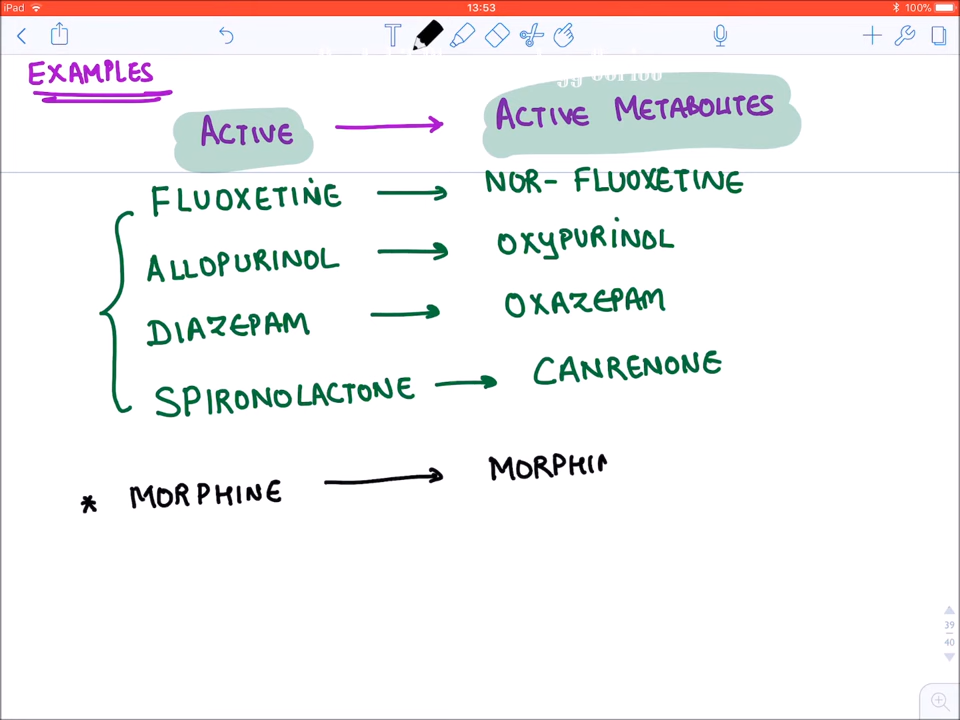 iPad 13:53 100%
EXAMPLES
ACTIVE → ACTIVE METABOLITES
FLUOXETINE → NOR- FLUOXETINE
ALLOPURINOL → OXYPURINOL
DIAZEPAM → OXAZEPAM
SPIRONOLACTONE → CANRENONE
* MORPHINE → MORPHIN
39
40